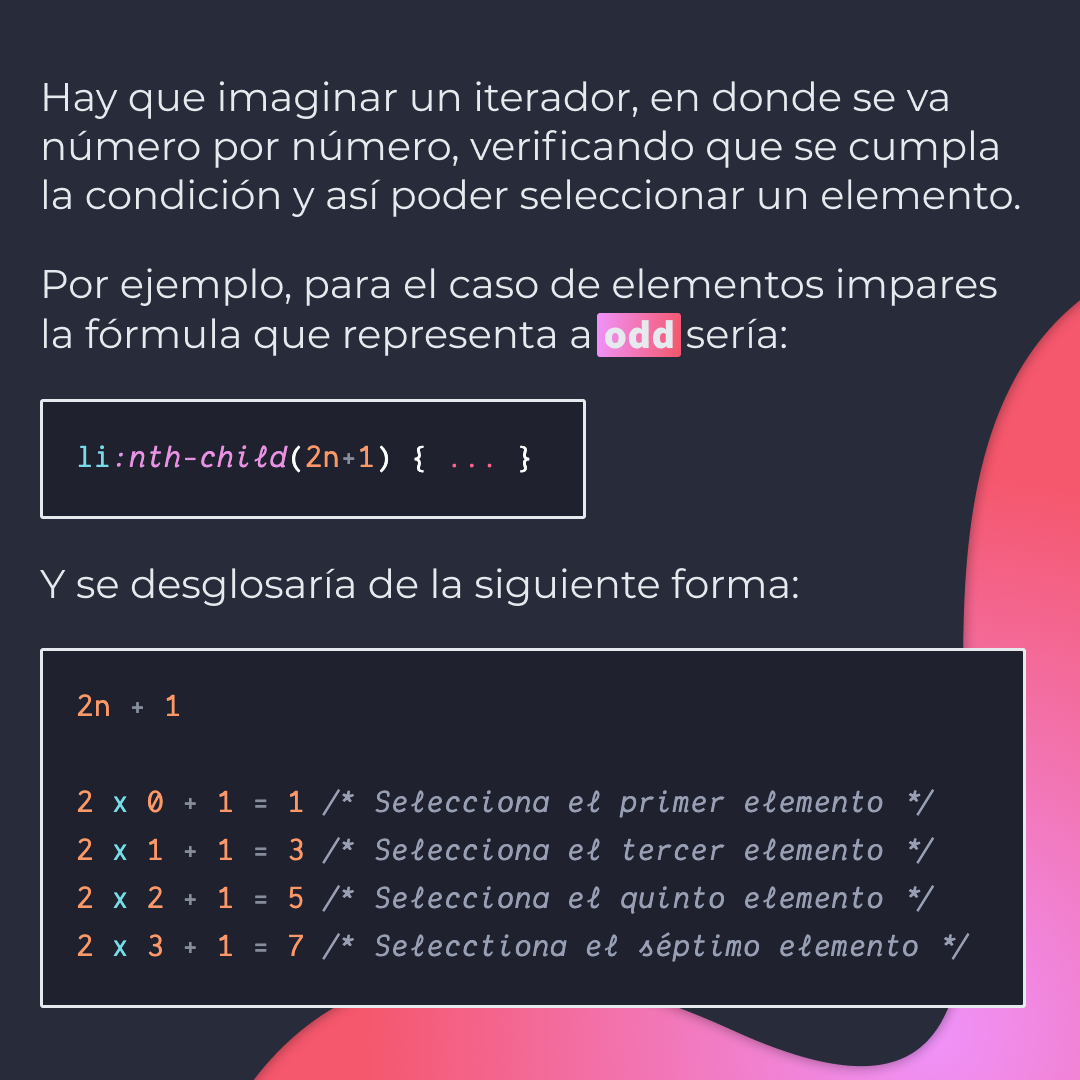 Hay que imaginar un iterador, en donde se va
número por número, verificando que se cumpla
la condición y así poder seleccionar un elemento.
Por ejemplo, para el caso de elementos impares
la fórmula que representa a odd sería:
li:nth-child(2n+1) { ... }
Y se desglosaría de la siguiente forma:
2n + 1
2 x 0 + 1 = 1 /* Selecciona el primer elemento */
2 x 1 + 1 = 3 /* Selecciona el tercer elemento */
2 x 2 + 1 = 5 /* Selecciona el quinto elemento */
2 x 3 + 1 = 7 /* Selecctiona el séptimo elemento */